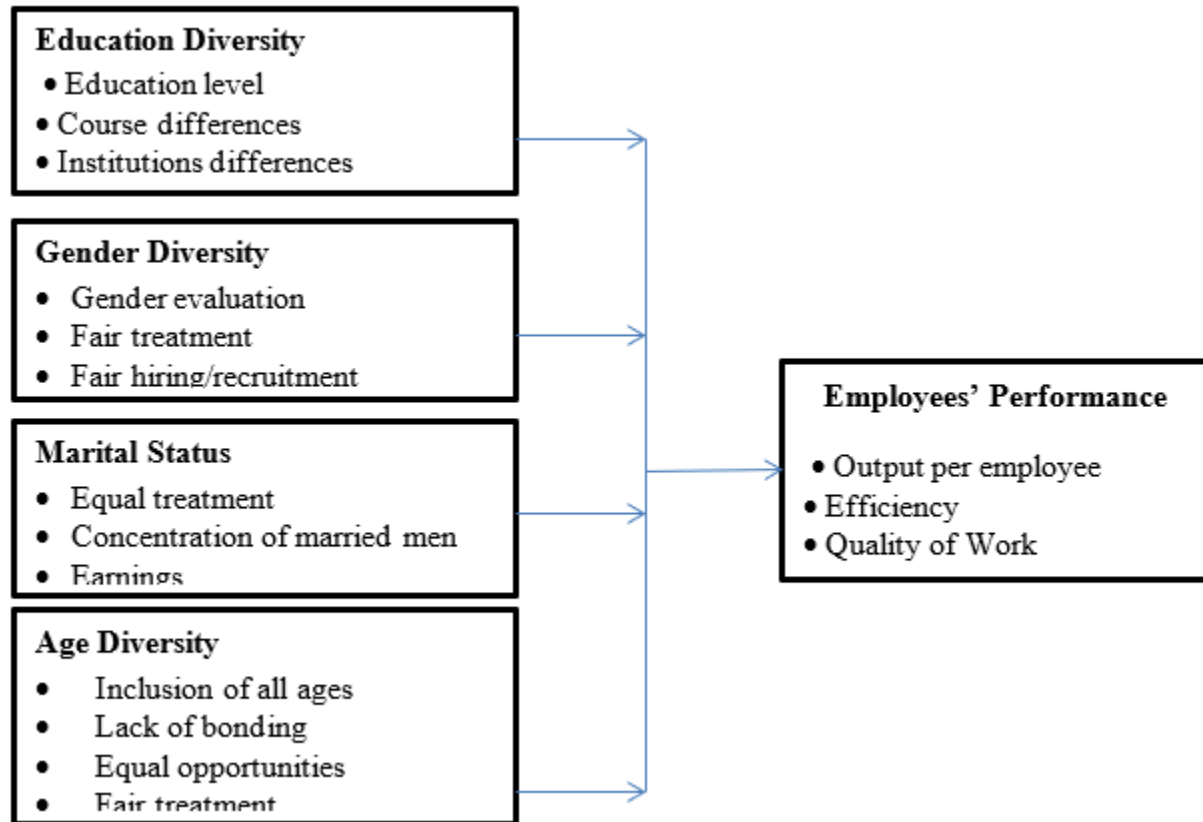 Education Diversity
• Education level
• Course differences
• Institutions differences
Gender Diversity
• Gender evaluation
• Fair treatment
• Fair hiring/recruitment
Marital Status
• Equal treatment
• Concentration of married men
• Earnings
Age Diversity
• Inclusion of all ages
• Lack of bonding
• Equal opportunities
• Fair treatment
Employees’ Performance
• Output per employee
• Efficiency
• Quality of Work